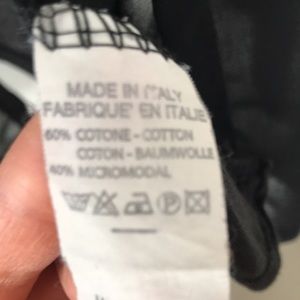 MADE IN ITALY
FABRIQUE' EN ITALIE
60% COTONE - COTTON
COTON - BAUMWOLLE
40% MICROMODAL